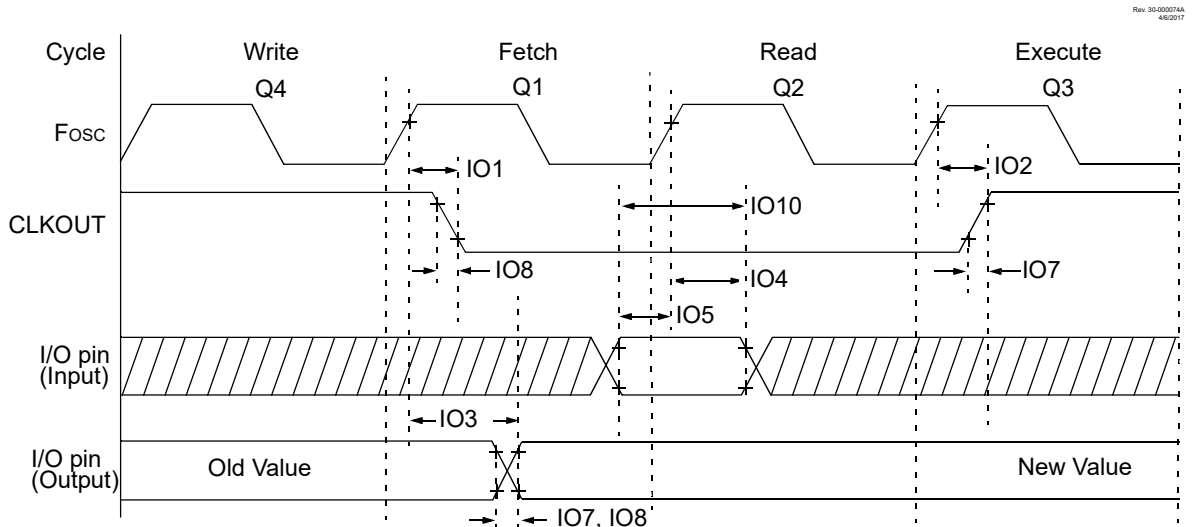 Rev. 30-000074A
4/6/2017
Cycle Write Fetch Read Execute
Q4 Q1 Q2 Q3
Fosc
IO1 IO2
CLKOUT
IO10
IO8 IO4 IO7
IO5
I/O pin
(Input)
IO3
I/O pin
(Output)
Old Value New Value
IO7, IO8